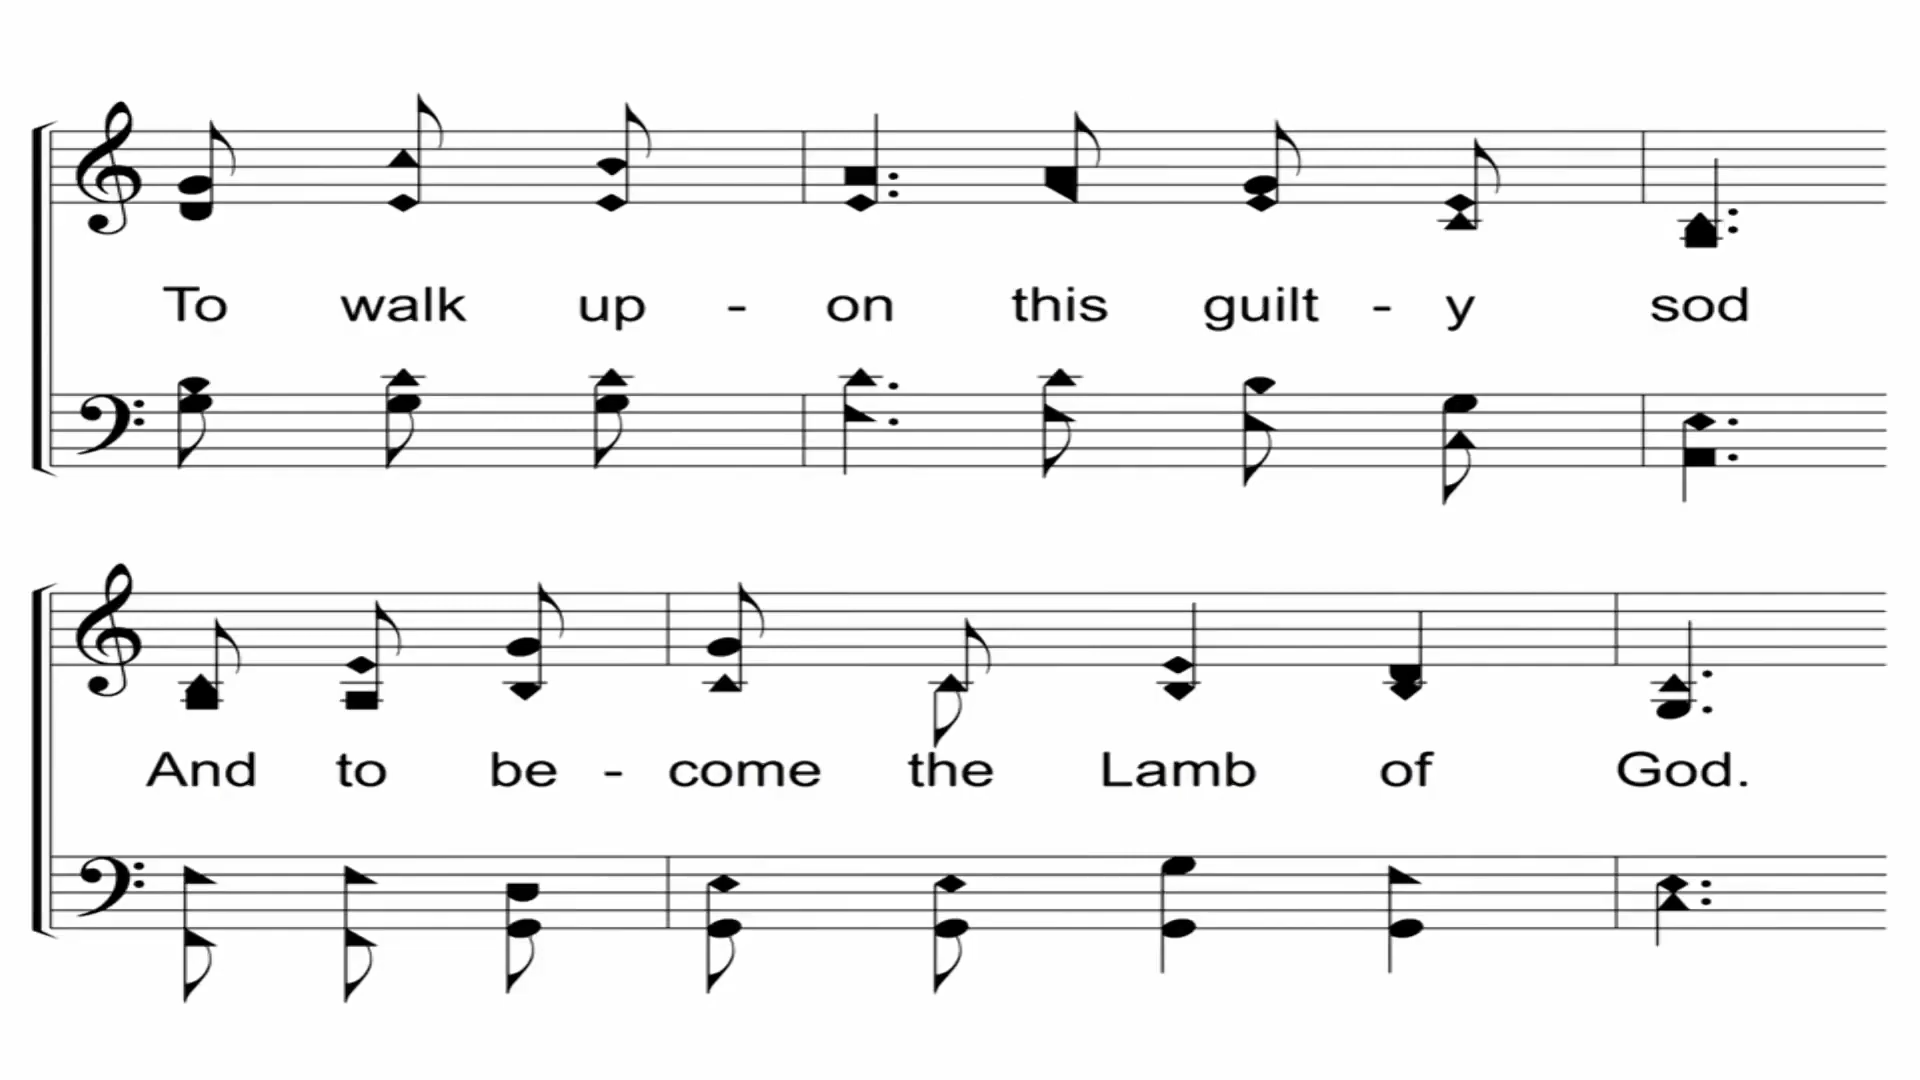 To walk up - on this guilt - y sod
And to be - come the Lamb of God.